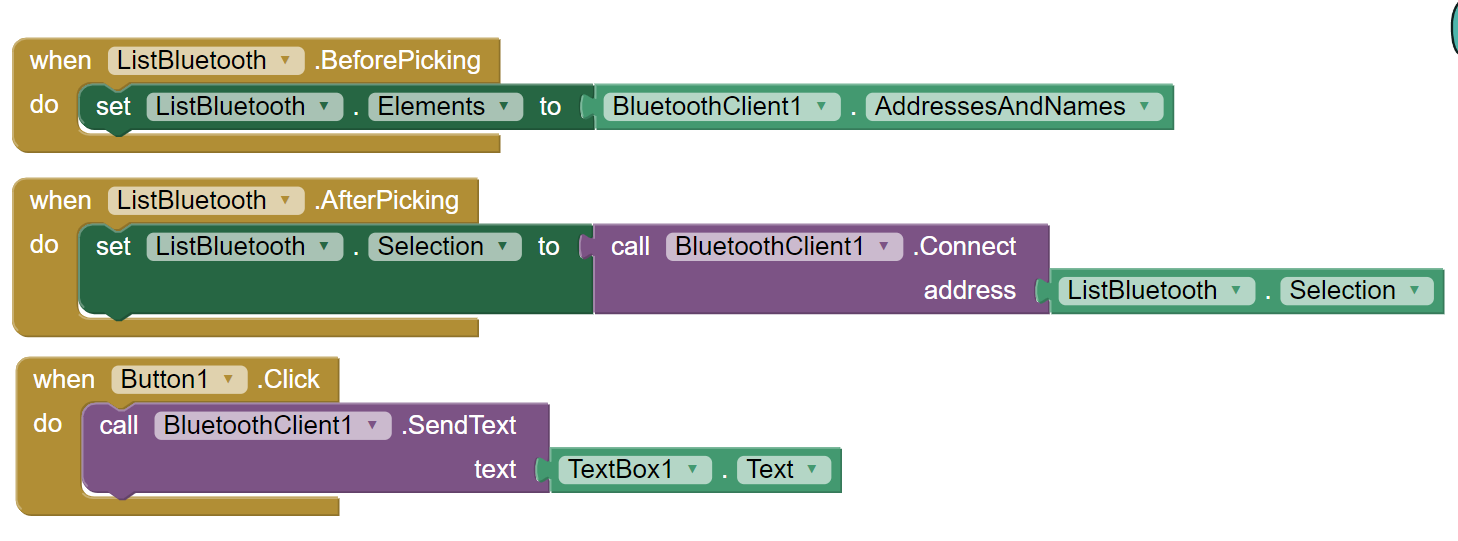 when ListBluetooth .BeforePicking
do set ListBluetooth . Elements to BluetoothClient1 . AddressesAndNames
when ListBluetooth .AfterPicking
do set ListBluetooth . Selection to call BluetoothClient1 .Connect
address ListBluetooth . Selection
when Button1 .Click
do call BluetoothClient1 .SendText
text TextBox1 . Text